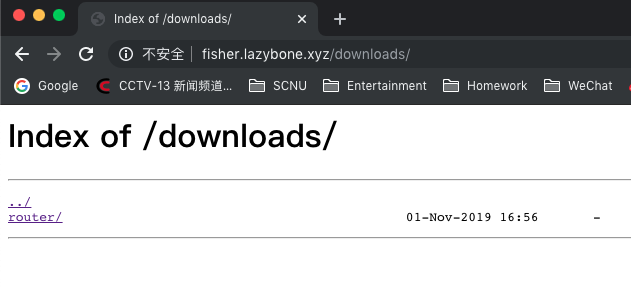 Index of /downloads/
不安全 fisher.lazybone.xyz/downloads/
Google CCTV-13 新闻频道... SCNU Entertainment Homework WeChat
Index of /downloads/
../
router/ 01-Nov-2019 16:56 -